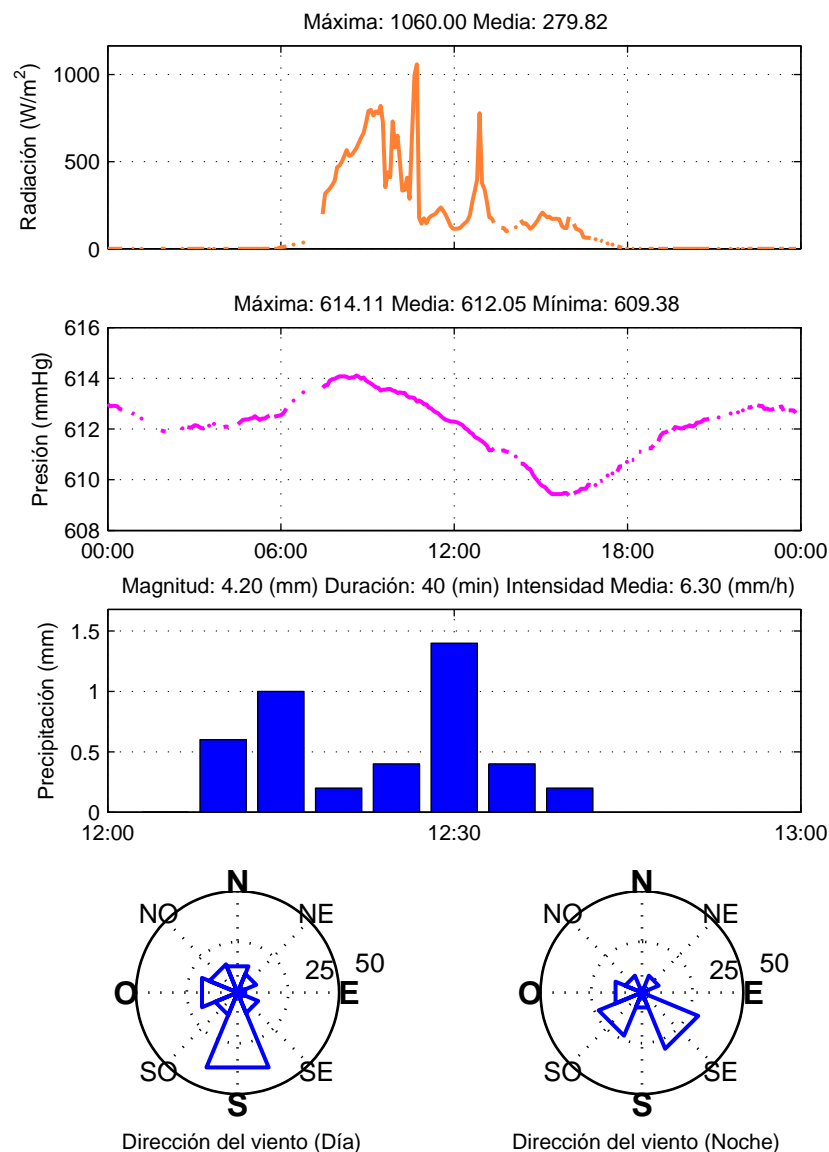 Máxima: 1060.00 Media: 279.82
1000
500
0
Radiación (W/m²)
Máxima: 614.11 Media: 612.05 Mínima: 609.38
616
614
612
610
608
Presión (mmHg)
00:00 06:00 12:00 18:00 00:00
Magnitud: 4.20 (mm) Duración: 40 (min) Intensidad Media: 6.30 (mm/h)
1.5
1
0.5
0
Precipitación (mm)
12:00 12:30 13:00
N
NO NE
25 50
O E
SO SE
S
Dirección del viento (Día)
N
NO NE
25 50
O E
SO SE
S
Dirección del viento (Noche)